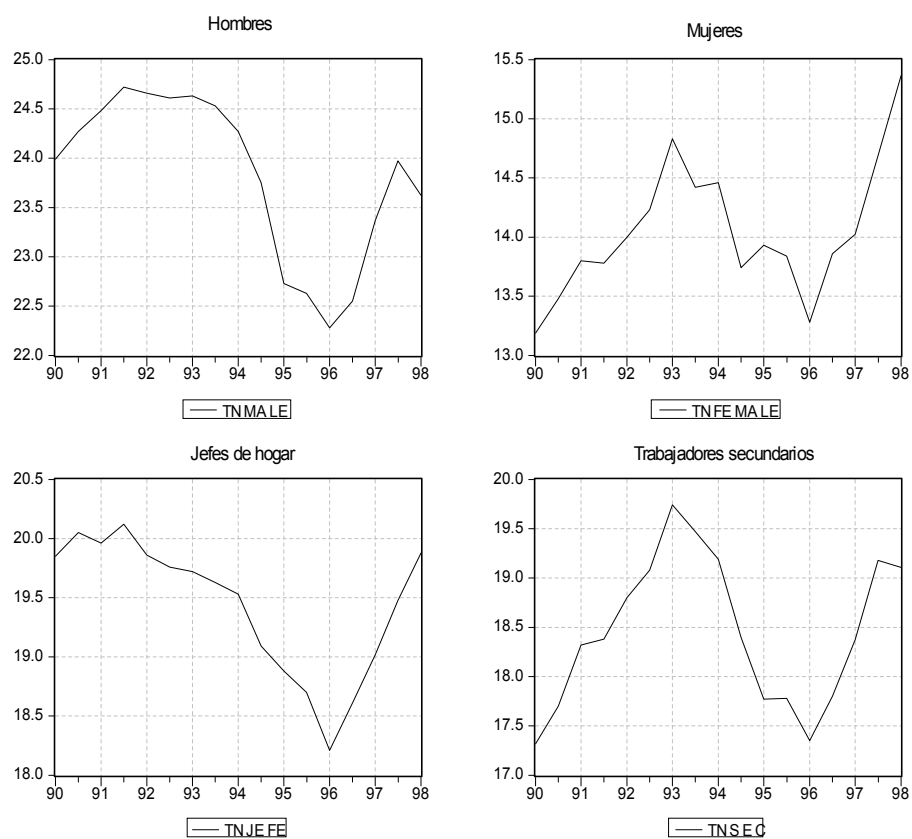 Hombres
25.0
24.5
24.0
23.5
23.0
22.5
22.0
90 91 92 93 94 95 96 97 98
TNMALE
Mujeres
15.5
15.0
14.5
14.0
13.5
13.0
90 91 92 93 94 95 96 97 98
TNFEMALE
Jefes de hogar
20.5
20.0
19.5
19.0
18.5
18.0
90 91 92 93 94 95 96 97 98
TNJEFE
Trabajadores secundarios
20.0
19.5
19.0
18.5
18.0
17.5
17.0
90 91 92 93 94 95 96 97 98
TNSEC